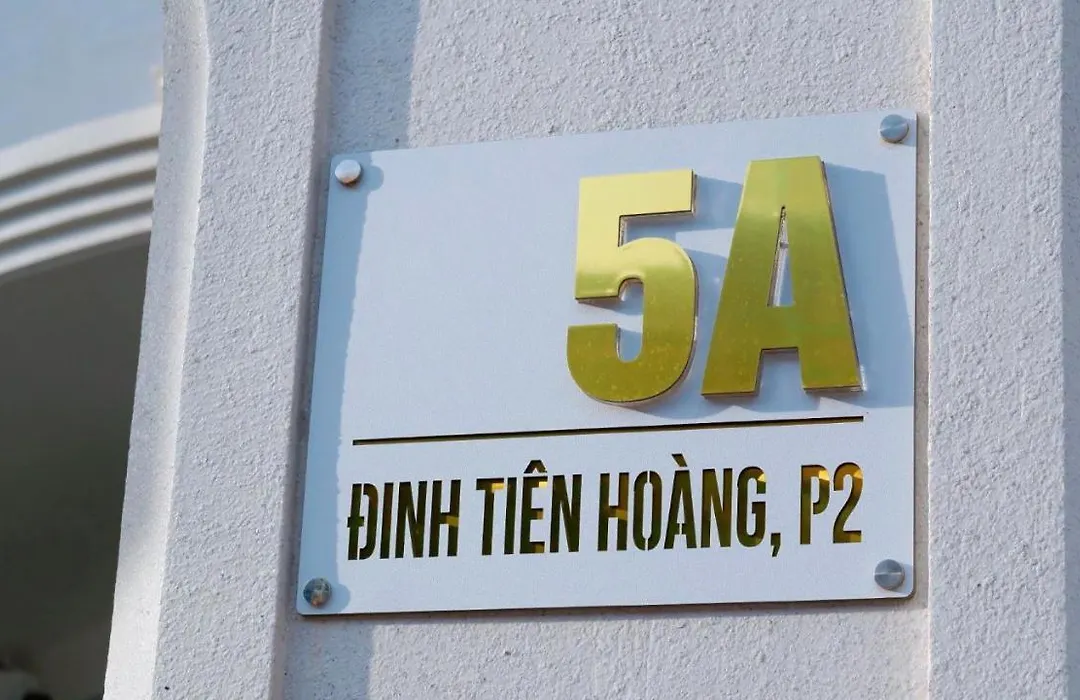 5A
ĐINH TIÊN HOÀNG, P2